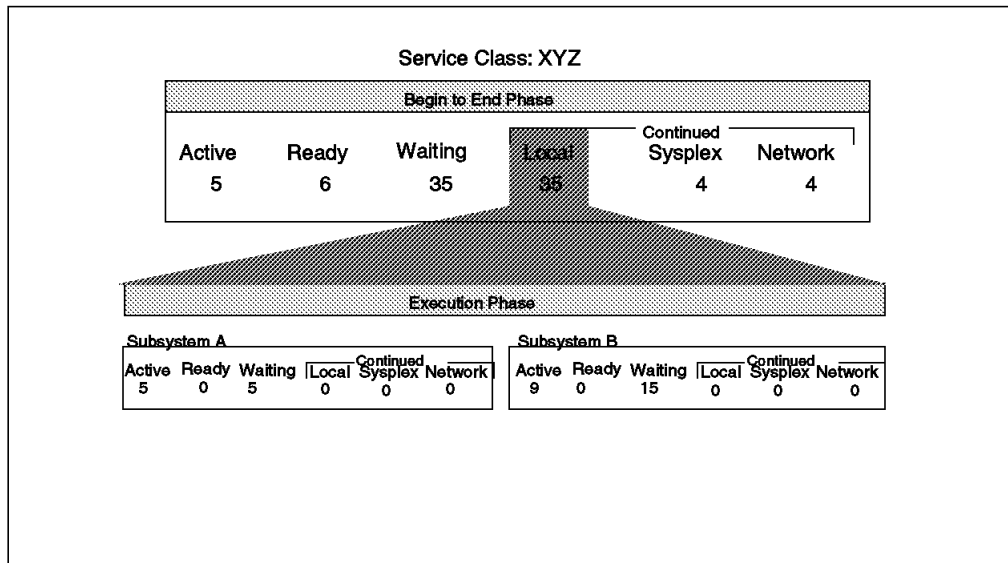 Service Class: XYZ
Begin to End Phase
Continued
Active Ready Waiting Local Sysplex Network
5 6 35 35 4 4
Execution Phase
Subsystem A
Continued
Active Ready Waiting Local Sysplex Network
5 0 5 0 0 0
Subsystem B
Continued
Active Ready Waiting Local Sysplex Network
9 0 15 0 0 0